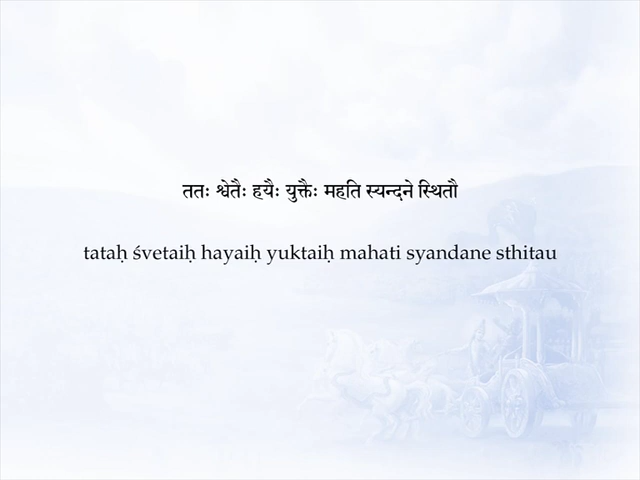 ततः श्वेतैः हयैः युक्तैः महति स्यन्दने स्थितौ
tataḥ śvetaiḥ hayaiḥ yuktaiḥ mahati syandane sthitau